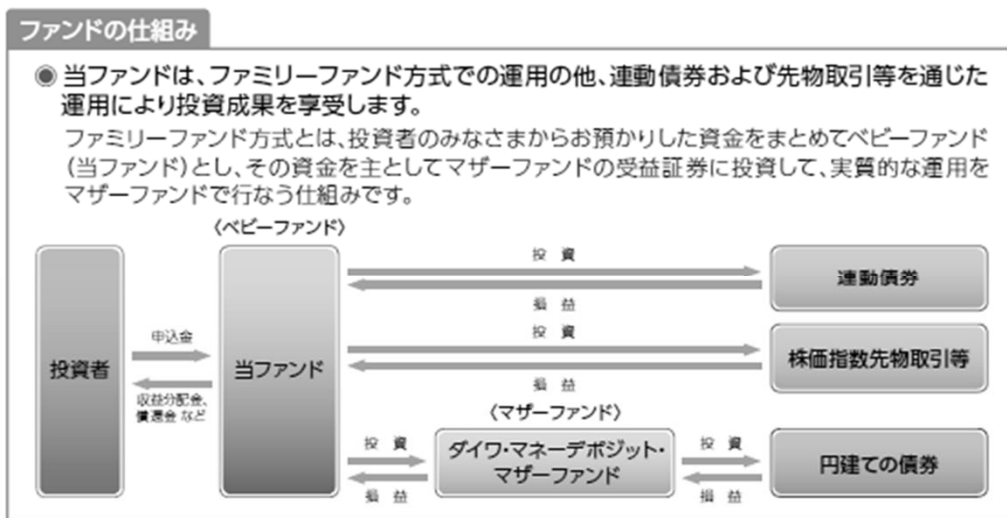 ファンドの仕組み
◉ 当ファンドは、ファミリーファンド方式での運用の他、連動債券および先物取引等を通じた
運用により投資成果を享受します。
ファミリーファンド方式とは、投資者のみなさまからお預かりした資金をまとめてベビーファンド
(当ファンド)とし、その資金を主としてマザーファンドの受益証券に投資して、実質的な運用を
マザーファンドで行なう仕組みです。
〈ベビーファンド〉
投資者
申込金
収益分配金、
償還金 など
当ファンド
投 資
損 益
連動債券
投 資
損 益
株価指数先物取引等
〈マザーファンド〉
投 資
損 益
ダイワ・マネーデポジット・
マザーファンド
投 資
損 益
円建ての債券